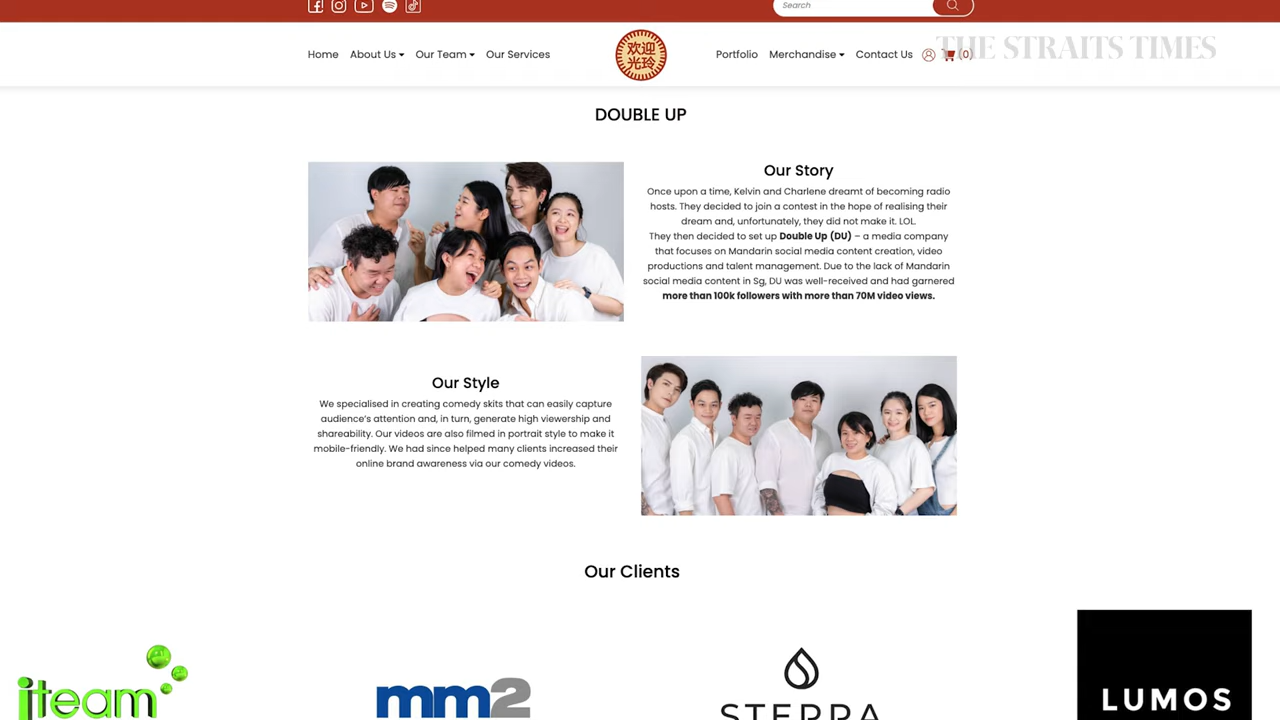 Search
Home About Us Our Team Our Services
欢迎
光玲
Portfolio Merchandise Contact Us (0)
THE STRAITS TIMES
DOUBLE UP
Our Story
Once upon a time, Kelvin and Charlene dreamt of becoming radio
hosts. They decided to join a contest in the hope of realising their
dream and, unfortunately, they did not make it. LOL.
They then decided to set up Double Up (DU) – a media company
that focuses on Mandarin social media content creation, video
productions and talent management. Due to the lack of Mandarin
social media content in Sg, DU was well-received and had garnered
more than 100k followers with more than 70M video views.
Our Style
We specialised in creating comedy skits that can easily capture
audience's attention and, in turn, generate high viewership and
shareability. Our videos are also filmed in portrait style to make it
mobile-friendly. We had since helped many clients increased their
online brand awareness via our comedy videos.
Our Clients
iteam
mm2
STERRA
LUMOS